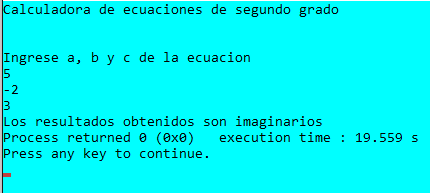 Calculadora de ecuaciones de segundo grado
Ingrese a, b y c de la ecuacion
5
-2
3
Los resultados obtenidos son imaginarios
Process returned 0 (0x0)   execution time : 19.559 s
Press any key to continue.